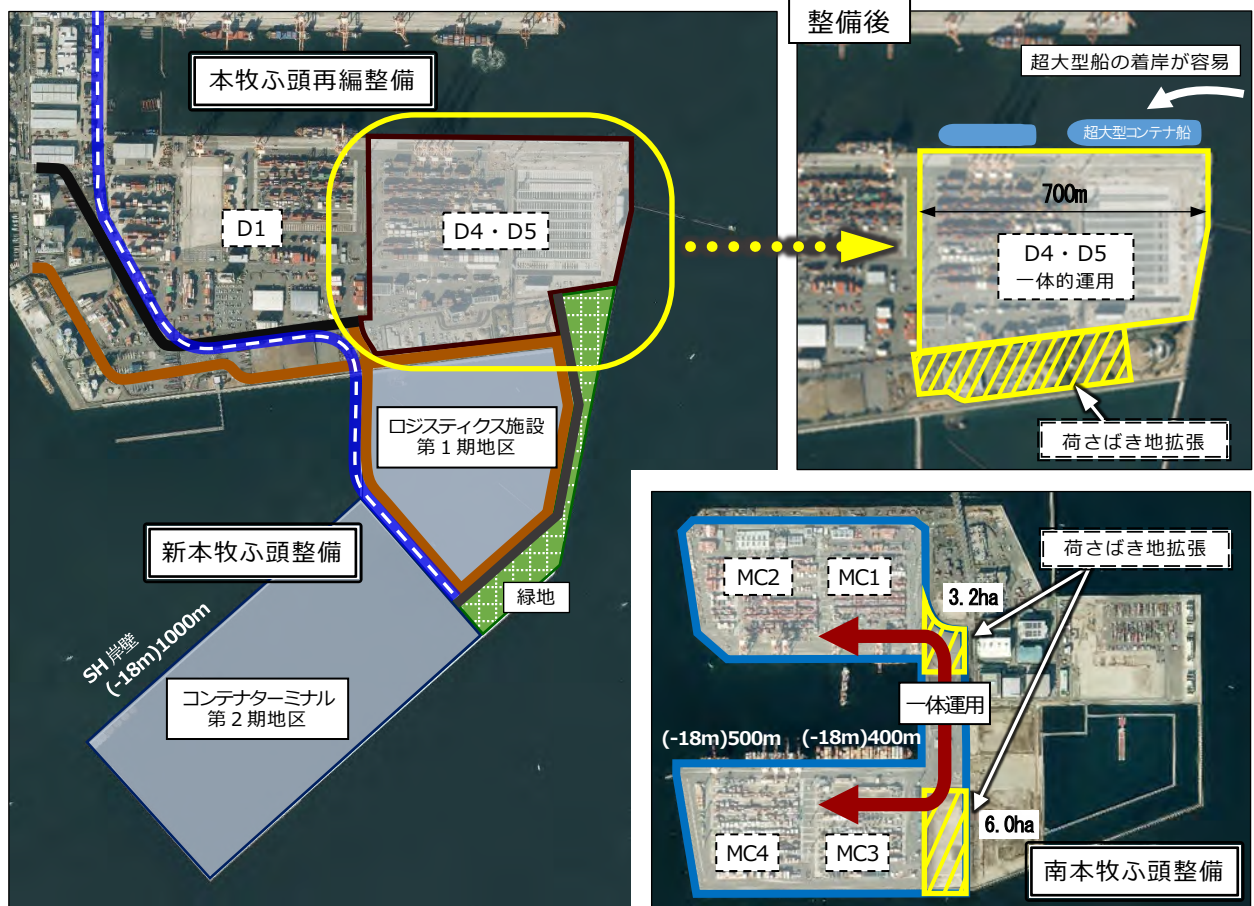 本牧ふ頭再編整備
D1
D4・D5
ロジスティクス施設
第1期地区
新本牧ふ頭整備
緑地
SH岸壁
(-18m)1000m
コンテナターミナル
第2期地区
整備後
超大型船の着岸が容易
超大型コンテナ船
700m
D4・D5
一体的運用
荷さばき地拡張
荷さばき地拡張
MC2
MC1
3.2ha
一体運用
(-18m)500m
(-18m)400m
6.0ha
MC4
MC3
南本牧ふ頭整備